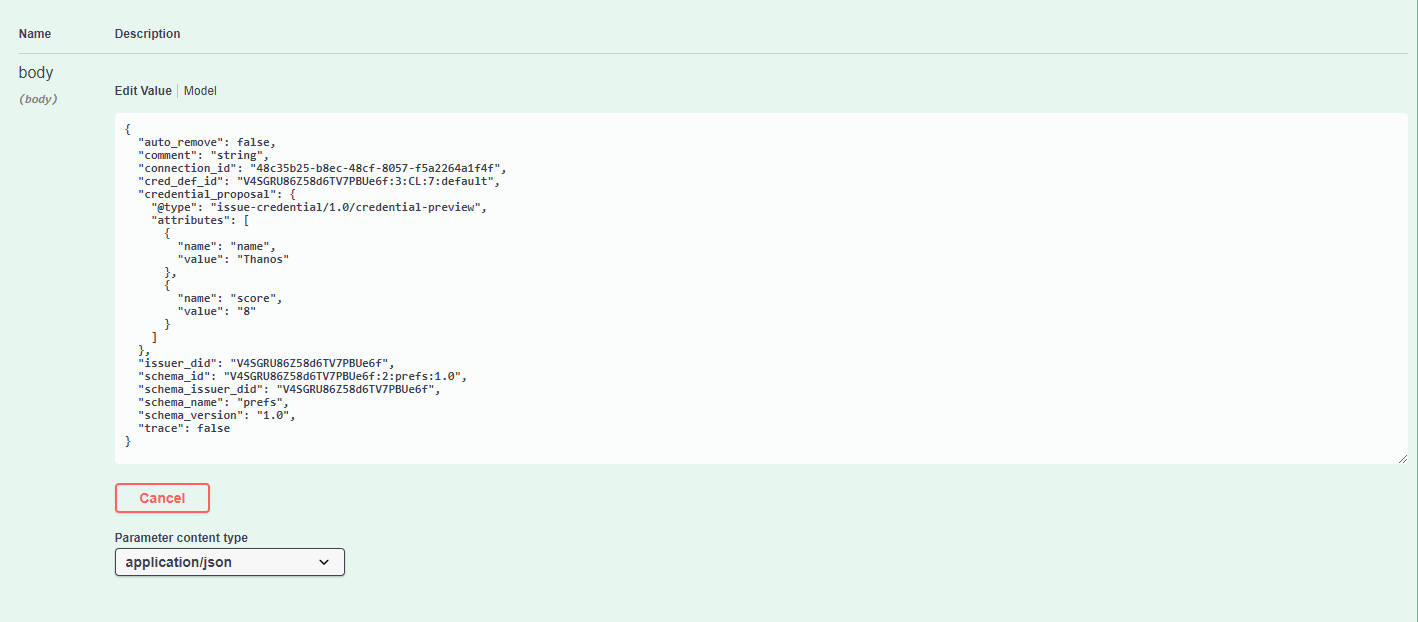 Name Description
body
(body)
Edit Value | Model
{
  "auto_remove": false,
  "comment": "string",
  "connection_id": "48c35b25-b8ec-48cf-8057-f5a2264a1f4f",
  "cred_def_id": "V4SGRU86Z58d6TV7PBUe6f:3:CL:7:default",
  "credential_proposal": {
    "@type": "issue-credential/1.0/credential-preview",
    "attributes": [
      {
        "name": "name",
        "value": "Thanos"
      },
      {
        "name": "score",
        "value": "8"
      }
    ]
  },
  "issuer_did": "V4SGRU86Z58d6TV7PBUe6f",
  "schema_id": "V4SGRU86Z58d6TV7PBUe6f:2:prefs:1.0",
  "schema_issuer_did": "V4SGRU86Z58d6TV7PBUe6f",
  "schema_name": "prefs",
  "schema_version": "1.0",
  "trace": false
}
Cancel
Parameter content type
application/json